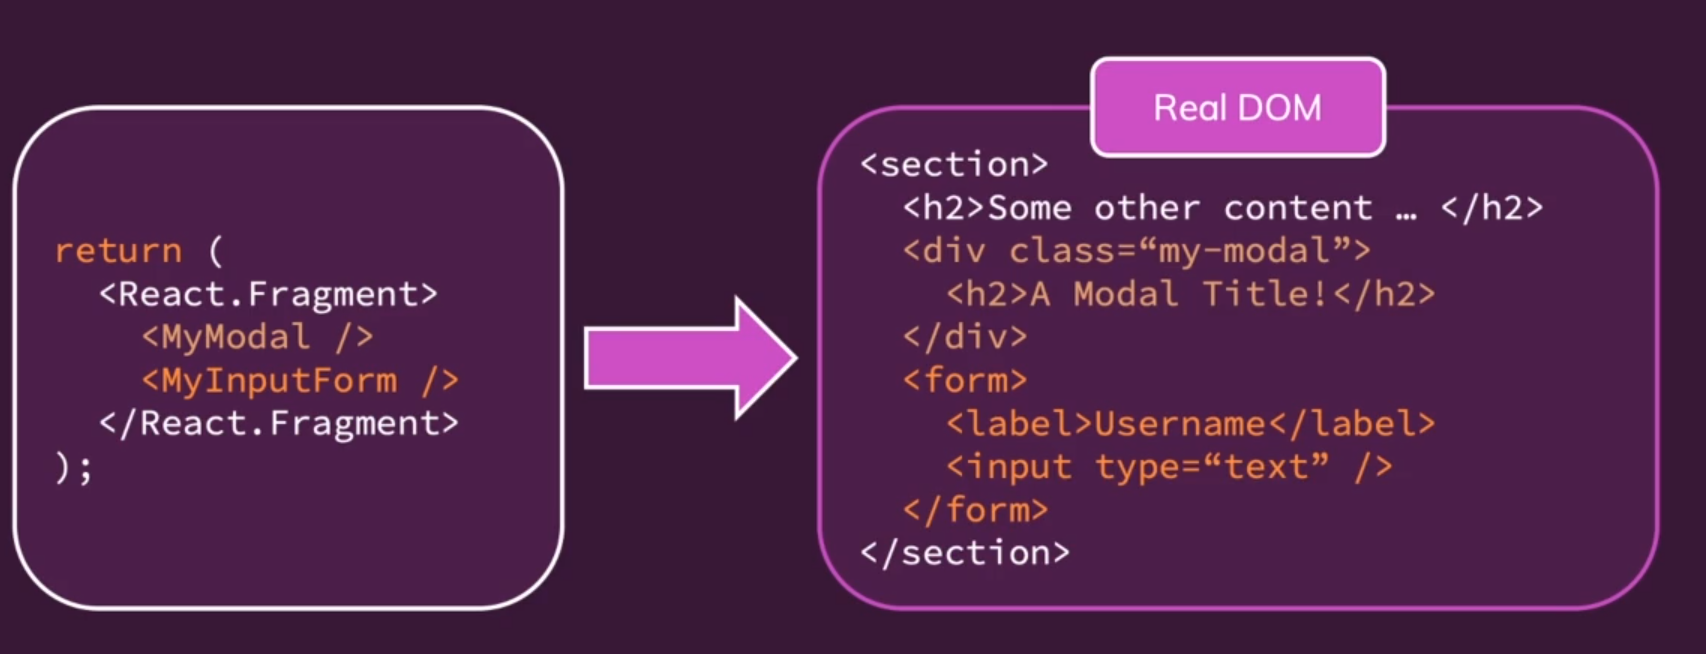 return (
<React.Fragment>
<MyModal />
<MyInputForm />
</React.Fragment>
);
Real DOM
<section>
<h2>Some other content … </h2>
<div class=“my-modal”>
<h2>A Modal Title!</h2>
</div>
<form>
<label>Username</label>
<input type=“text” />
</form>
</section>